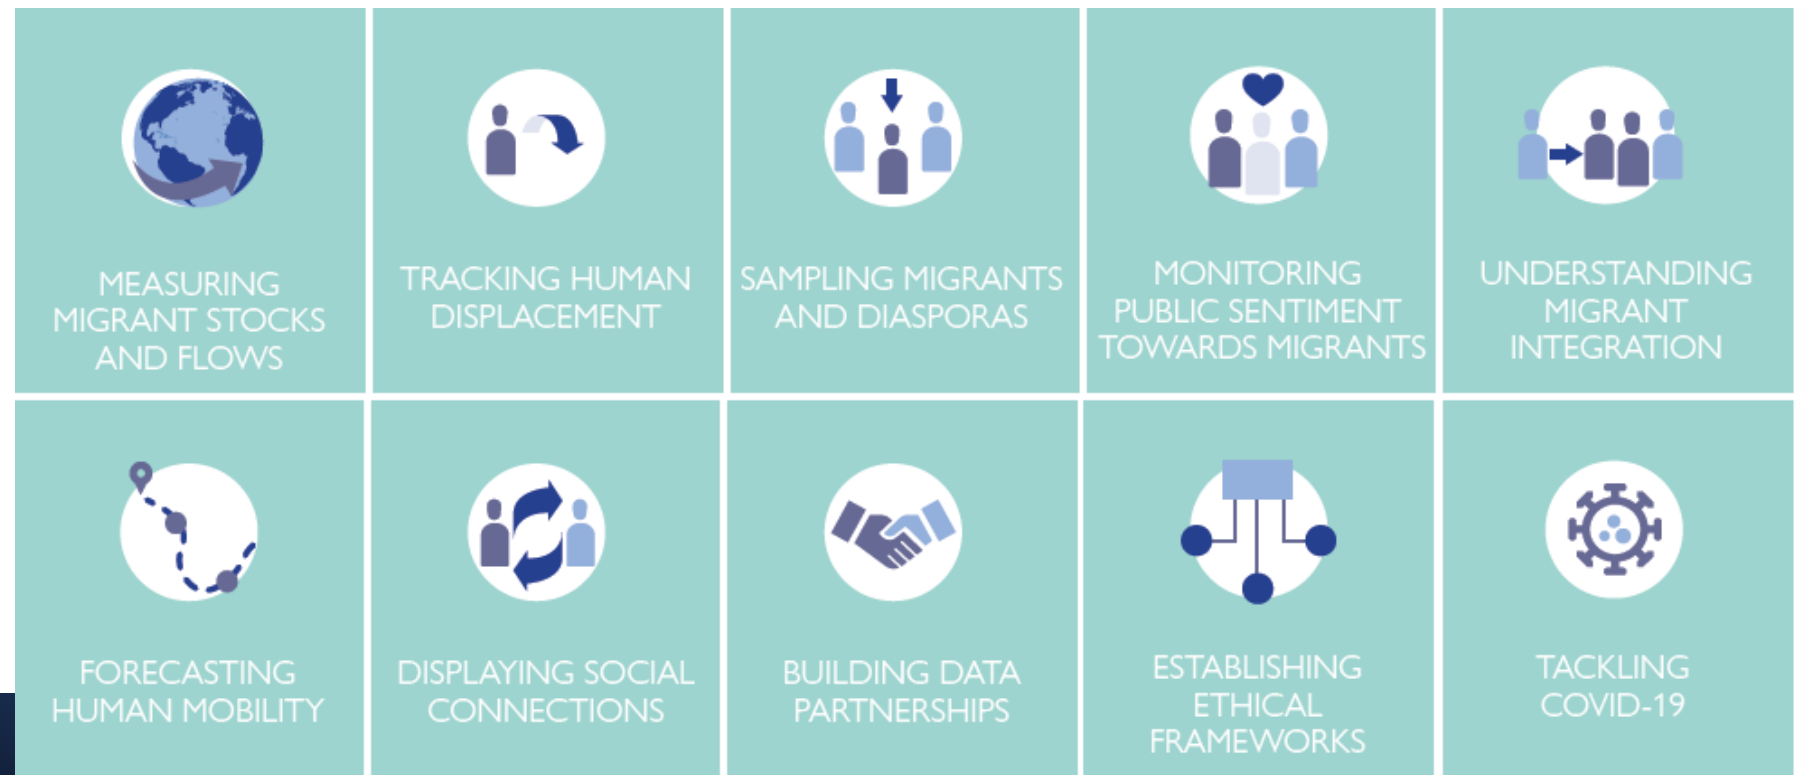 MEASURING
MIGRANT STOCKS
AND FLOWS
TRACKING HUMAN
DISPLACEMENT
SAMPLING MIGRANTS
AND DIASPORAS
MONITORING
PUBLIC SENTIMENT
TOWARDS MIGRANTS
UNDERSTANDING
MIGRANT
INTEGRATION
FORECASTING
HUMAN MOBILITY
DISPLAYING SOCIAL
CONNECTIONS
BUILDING DATA
PARTNERSHIPS
ESTABLISHING
ETHICAL
FRAMEWORKS
TACKLING
COVID-19